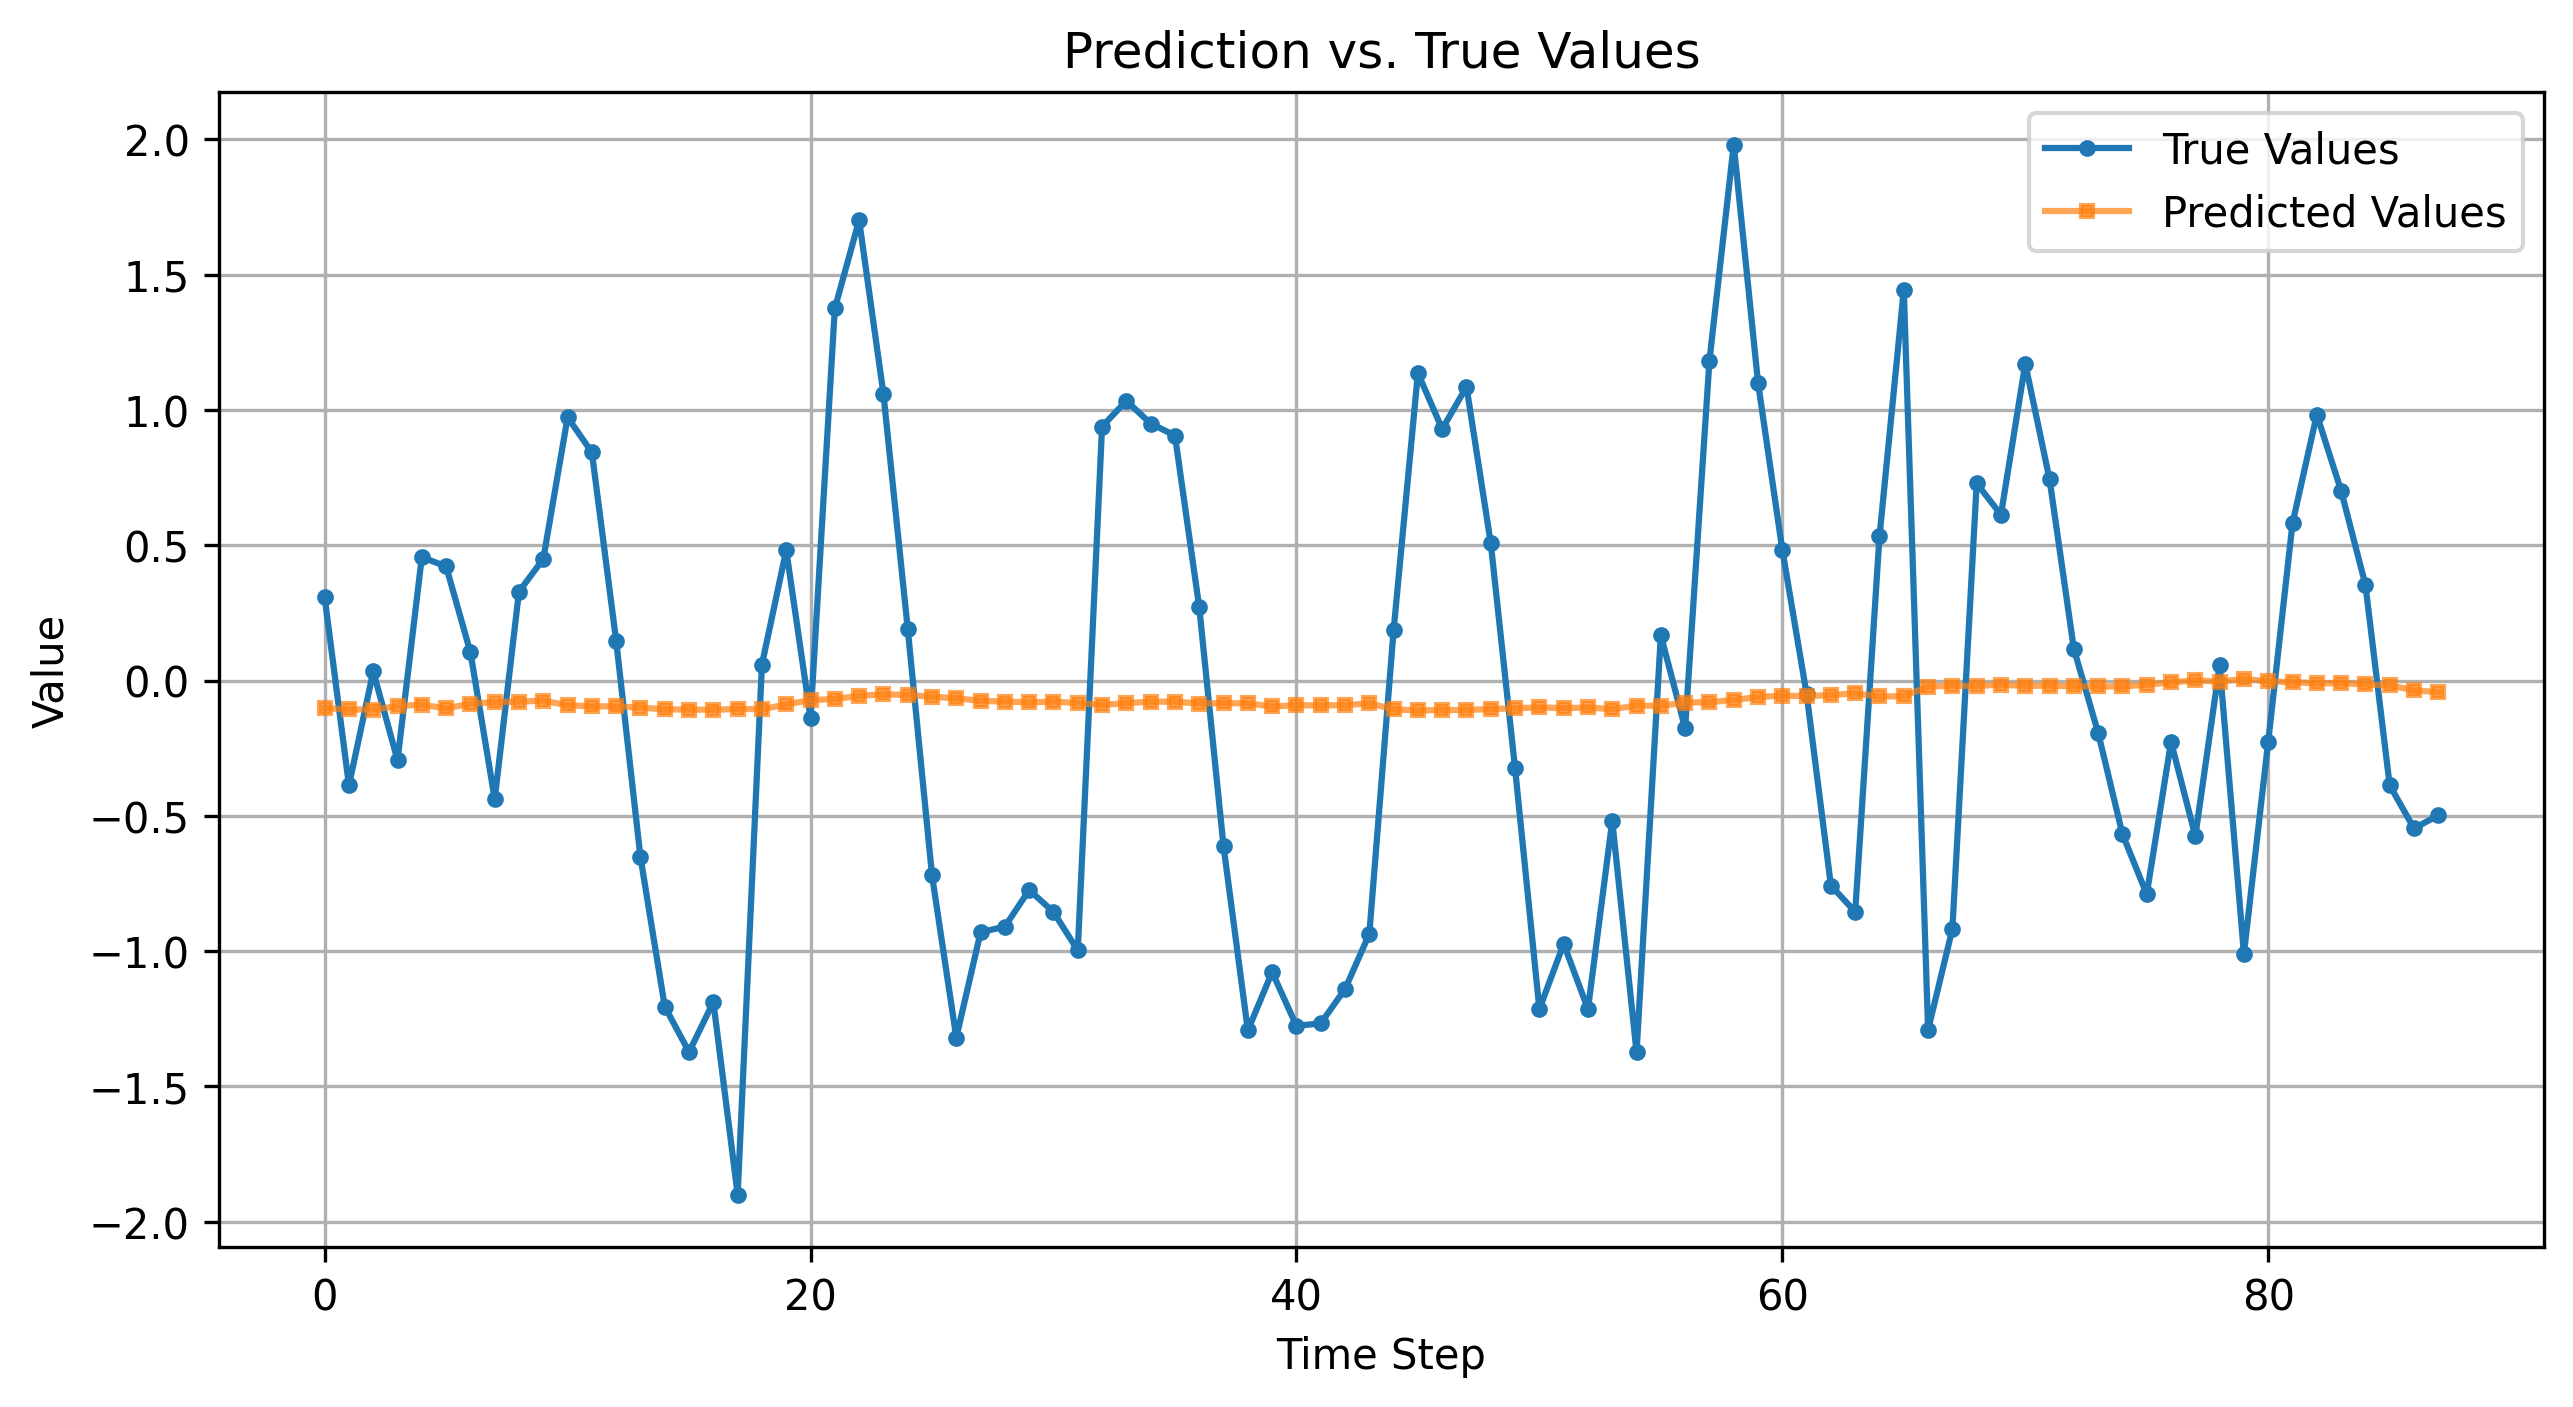 Prediction vs. True Values
True Values
Predicted Values
Value
2.0
1.5
1.0
0.5
0.0
−0.5
−1.0
−1.5
−2.0
0
20
40
60
80
Time Step